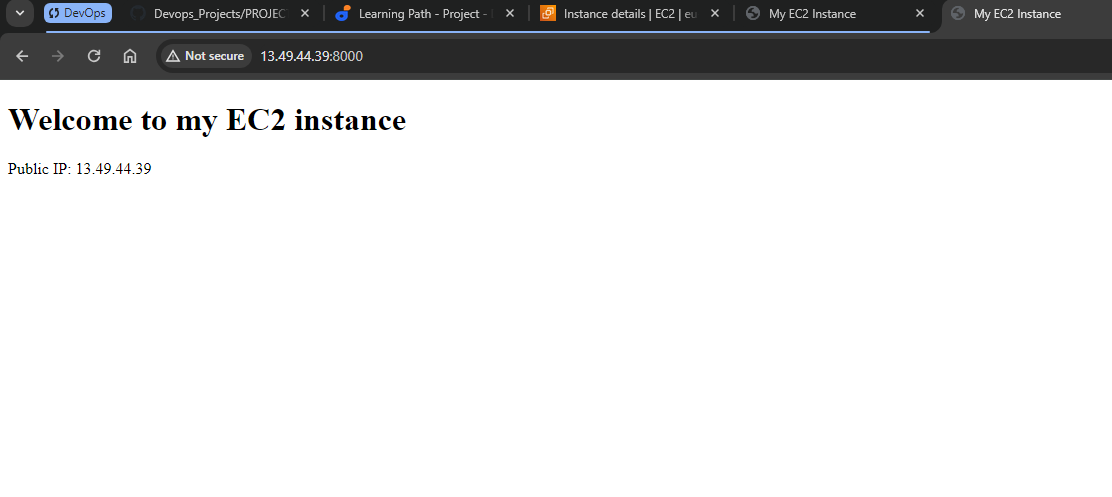 DevOps
Devops_Projects/PROJEC
Learning Path - Project -
Instance details | EC2 | eu
My EC2 Instance
My EC2 Instance
Not secure
13.49.44.39:8000
Welcome to my EC2 instance
Public IP: 13.49.44.39